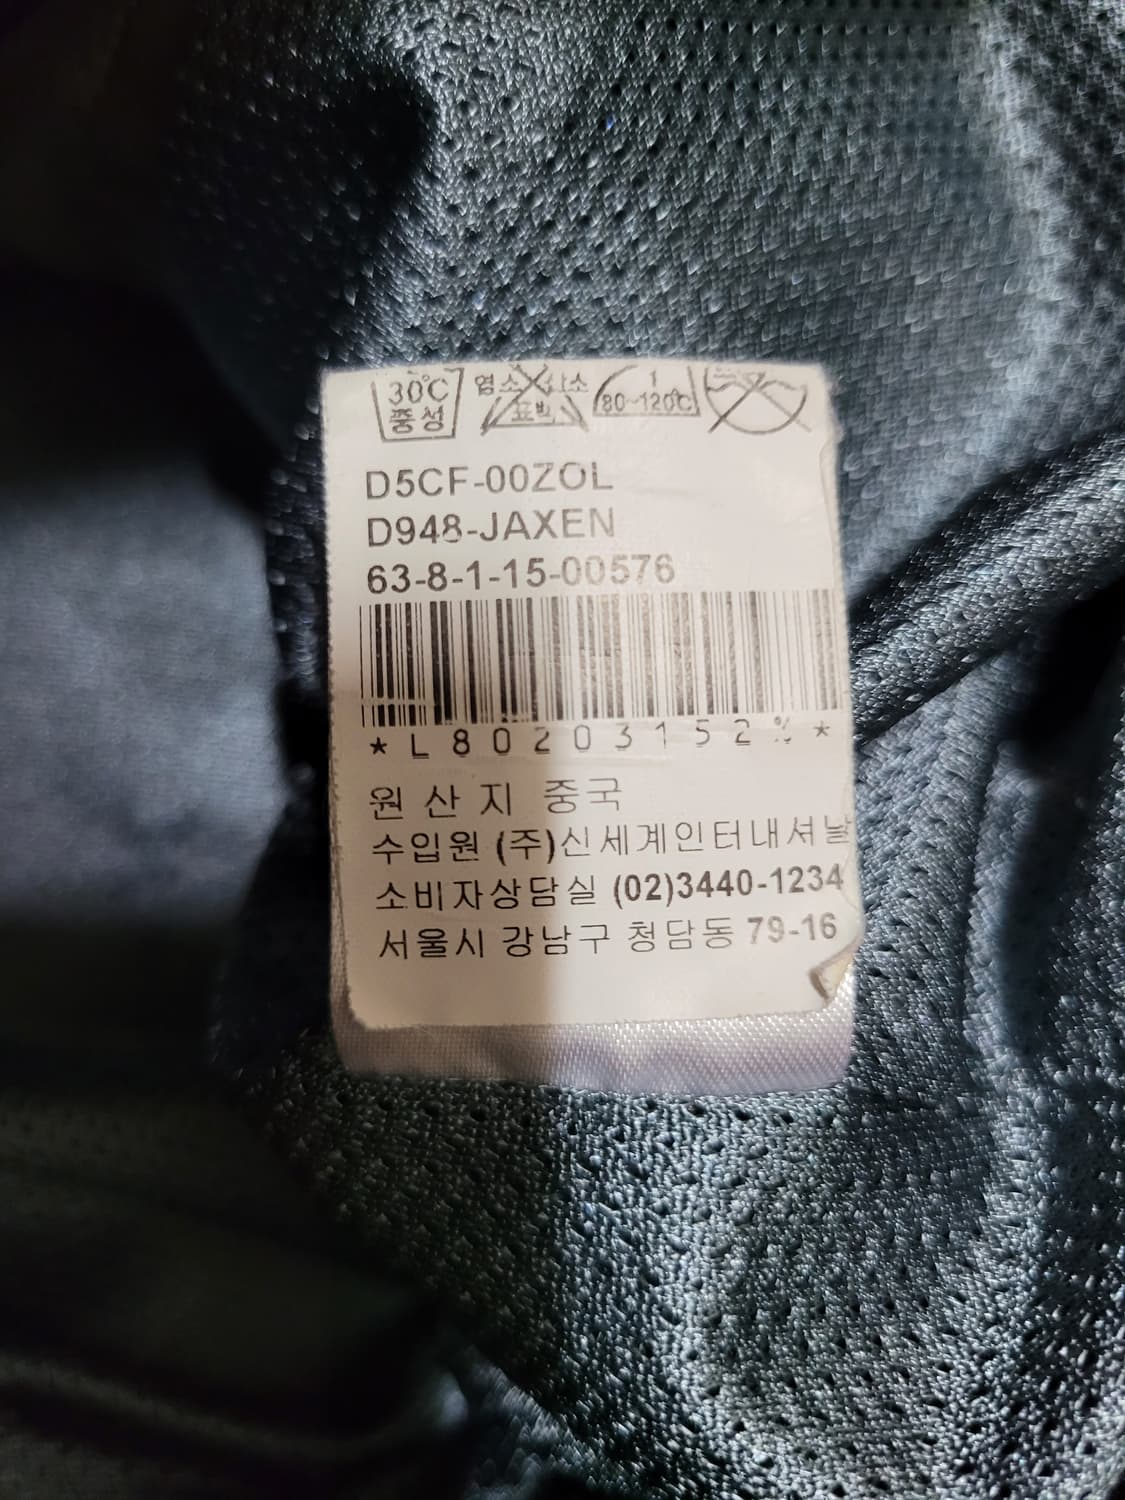 30℃ 염소 산소 80~120℃
중성 표백
D5CF-00ZOL
D948-JAXEN
63-8-1-15-00576
*L80203152%*
원산지 중국
수입원 (주)신세계인터내셔날
소비자상담실 (02)3440-1234
서울시 강남구 청담동 79-16